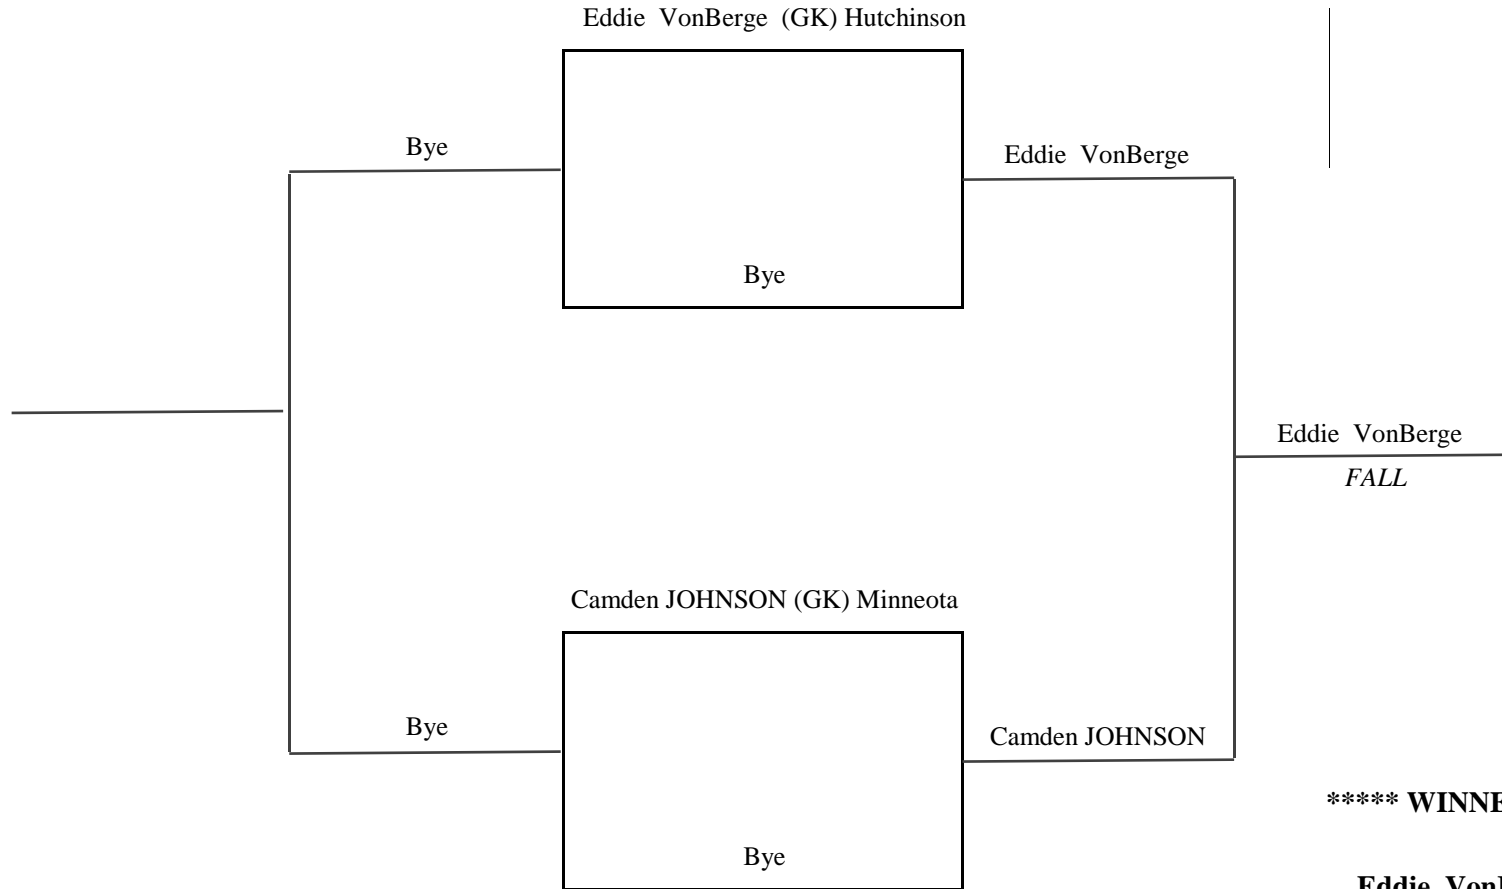 Eddie VonBerge (GK) Hutchinson
Bye
Eddie VonBerge
Bye
Eddie VonBerge
FALL
Camden JOHNSON (GK) Minneota
Bye
Camden JOHNSON
***** 
Bye
Eddie